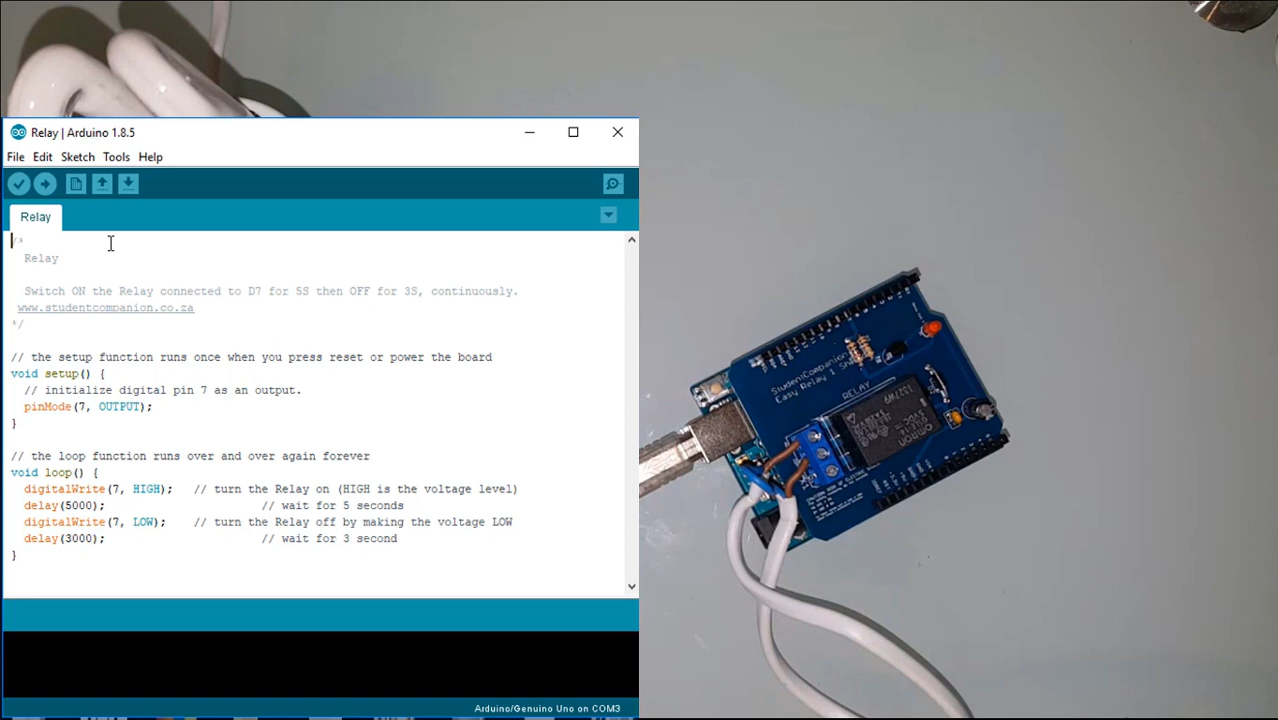 Relay | Arduino 1.8.5
File Edit Sketch Tools Help
Relay
/*
Relay
Switch ON the Relay connected to D7 for 5S then OFF for 3S, continuously.
www.studentcompanion.co.za
*/
// the setup function runs once when you press reset or power the board
void setup() {
// initialize digital pin 7 as an output.
pinMode(7, OUTPUT);
}
// the loop function runs over and over again forever
void loop() {
digitalWrite(7, HIGH); // turn the Relay on (HIGH is the voltage level)
delay(5000); // wait for 5 seconds
digitalWrite(7, LOW); // turn the Relay off by making the voltage LOW
delay(3000); // wait for 3 second
}
Arduino/Genuino Uno on COM3
StudentCompanion
Easy Relay 1
RELAY
OMRON
5VDC